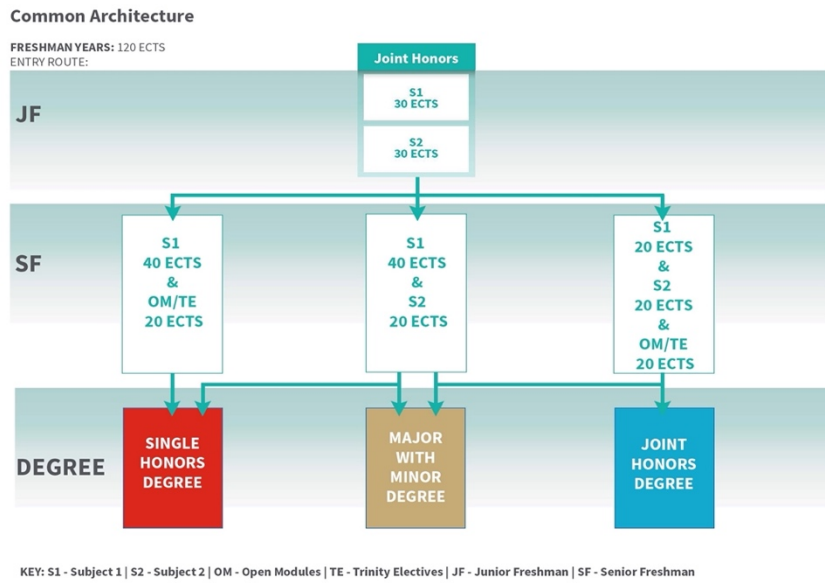 Common Architecture
FRESHMAN YEARS: 120 ECTS
ENTRY ROUTE:
Joint Honors
JF
S1
30 ECTS
S2
30 ECTS
SF
S1
40 ECTS
&
OM/TE
20 ECTS
S1
40 ECTS
&
S2
20 ECTS
S1
20 ECTS
&
S2
20 ECTS
&
OM/TE
20 ECTS
DEGREE
SINGLE
HONORS
DEGREE
MAJOR
WITH
MINOR
DEGREE
JOINT
HONORS
DEGREE
KEY: S1 - Subject 1 | S2 - Subject 2 | OM - Open Modules | TE - Trinity Electives | JF - Junior Freshman | SF - Senior Freshman